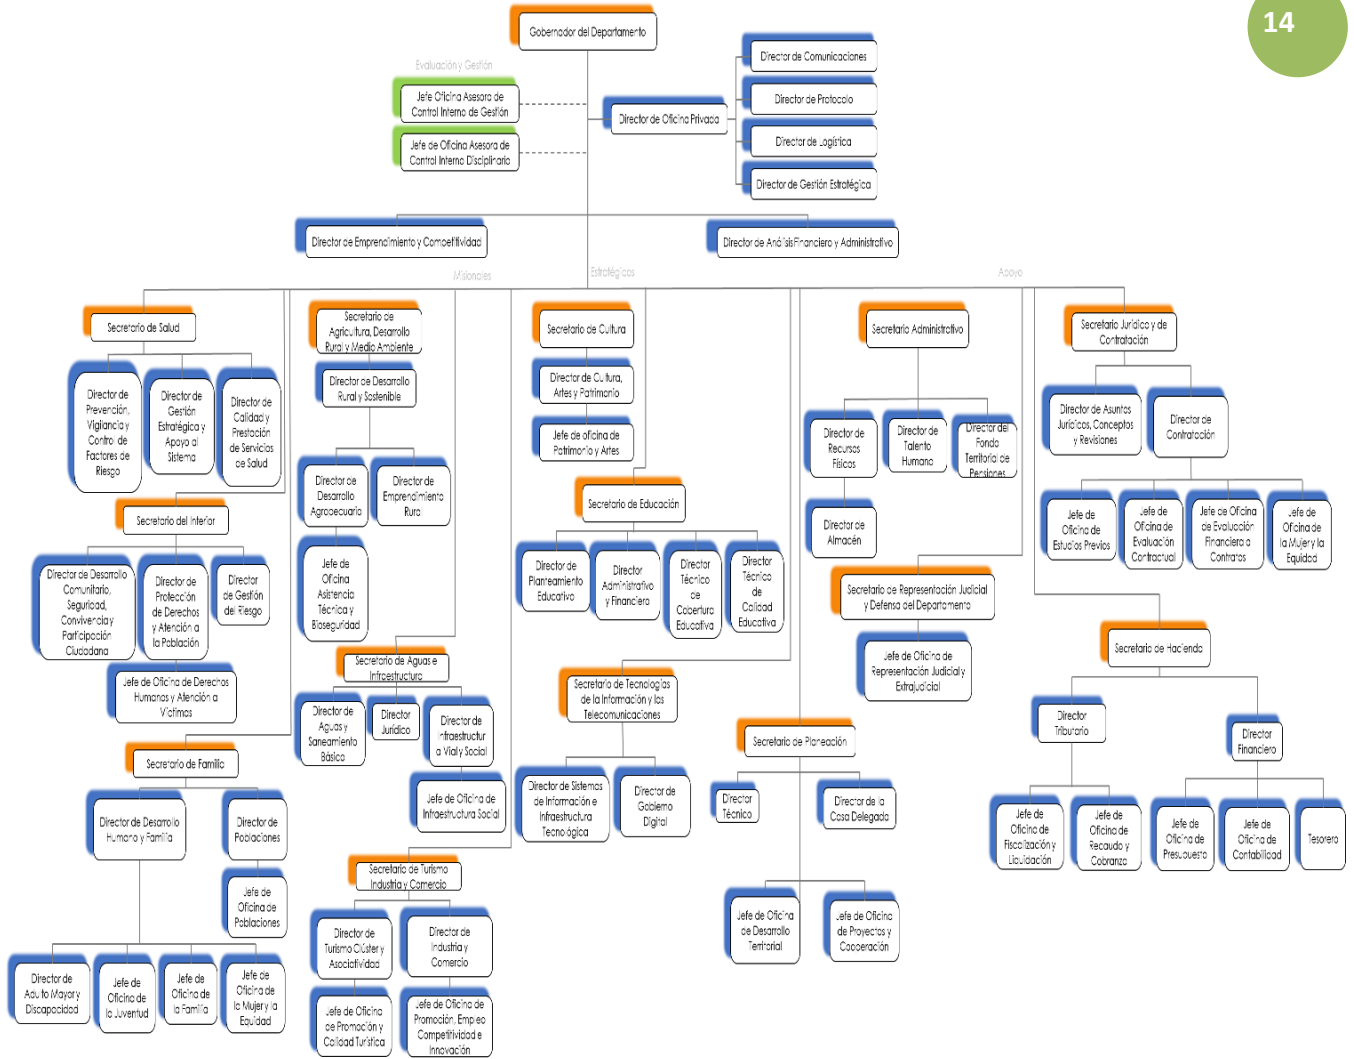 14
Gobernador del Departamento
Evaluación y Gestión
Jefe Oficina Asesora de
Control Interno de Gestión
Jefe de Oficina Asesora de
Control Interno Disciplinario
Director de Oficina Privada
Director de Comunicaciones
Director de Protocolo
Director de Logística
Director de Gestión Estratégica
Director de Emprendimiento y Competitividad
Director de Análisis Financiero y Administrativo
Misionales
Estratégicos
Apoyo
Secretario de Salud
Director de
Prevención,
Vigilancia y
Control de
Factores de
Riesgo
Director de
Gestión
Estratégica y
Apoyo al
Sistema
Director de
Calidad y
Prestación
de Servicios
de Salud
Secretario del Interior
Director de Desarrollo
Comunitario,
Seguridad,
Convivencia y
Participación
Ciudadana
Director de
Protección
de Derechos
y Atención a
la Población
Director
de Gestión
del Riesgo
Jefe de Oficina de Derechos
Humanos y Atención a
Víctimas
Secretario de Familia
Director de Desarrollo
Humano y Familia
Director de
Poblaciones
Jefe de
Oficina de
Poblaciones
Director de
Adulto Mayor y
Discapacidad
Jefe de
Oficina de
la Juventud
Jefe de
Oficina de
la Familia
Jefe de
Oficina de
la Mujer y la
Equidad
Secretario de
Agricultura, Desarrollo
Rural y Medio Ambiente
Director de Desarrollo
Rural y Sostenible
Director de
Desarrollo
Agropecuario
Director de
Emprendimiento
Rural
Jefe de
Oficina
Asistencia
Técnica y
Bioseguridad
Secretario de Aguas e
Infraestructura
Director de
Aguas y
Saneamiento
Básico
Director
Jurídico
Director de
Infraestructur
a Vial y Social
Jefe de Oficina de
Infraestructura Social
Secretario de Turismo
Industria y Comercio
Director de
Turismo Clúster y
Asociatividad
Director de
Industria y
Comercio
Jefe de Oficina
de Promoción y
Calidad Turística
Jefe de Oficina de
Promoción, Empleo
Competitividad e
Innovación
Secretario de Cultura
Director de Cultura,
Artes y Patrimonio
Jefe de oficina de
Patrimonio y Artes
Secretario de Educación
Director de
Planteamiento
Educativo
Director
Administrativo
y Financiero
Director
Técnico
de
Cobertura
Educativa
Director
Técnico
de
Calidad
Educativa
Secretario de Tecnologías
de la Información y las
Telecomunicaciones
Director de Sistemas
de Información e
Infraestructura
Tecnológica
Director de
Gobierno
Digital
Secretario de Planeación
Director
Técnico
Director de la
Casa Delegada
Jefe de Oficina
de Desarrollo
Territorial
Jefe de Oficina
de Proyectos y
Cooperación
Secretario Administrativo
Director de
Recursos
Físicos
Director de
Talento
Humano
Director del
Fondo
Territorial de
Pensiones
Director de
Almacén
Secretario de Representación Judicial
y Defensa del Departamento
Jefe de Oficina de
Representación Judicial y
Extrajudicial
Secretario Jurídico y de
Contratación
Director de Asuntos
Jurídicos, Conceptos
y Revisiones
Director de
Contratación
Jefe de
Oficina de
Estudios Previos
Jefe de
Oficina de
Evaluación
Contractual
Jefe de Oficina
de Evaluación
Financiera a
Contratos
Jefe de
Oficina de
la Mujer y la
Equidad
Secretario de Hacienda
Director
Tributario
Director
Financiero
Jefe de
Oficina de
Fiscalización y
Liquidación
Jefe de
Oficina de
Recaudo y
Cobranza
Jefe de
Oficina de
Presupuesto
Jefe de
Oficina de
Contabilidad
Tesorero